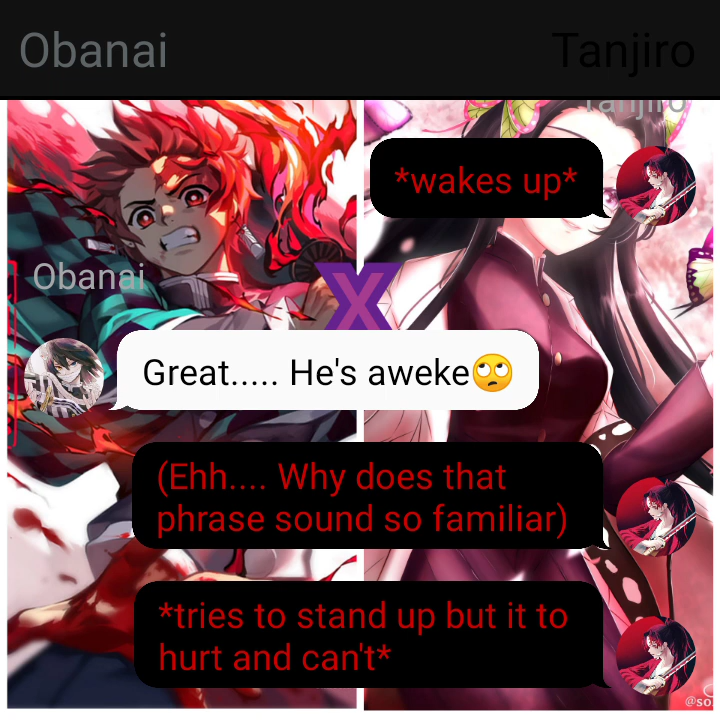 Obanai
Tanjiro
Tanjiro
*wakes up*
Obanai
X
Great..... He's aweke🙄
(Ehh.... Why does that
phrase sound so familiar)
*tries to stand up but it to
hurt and can't*